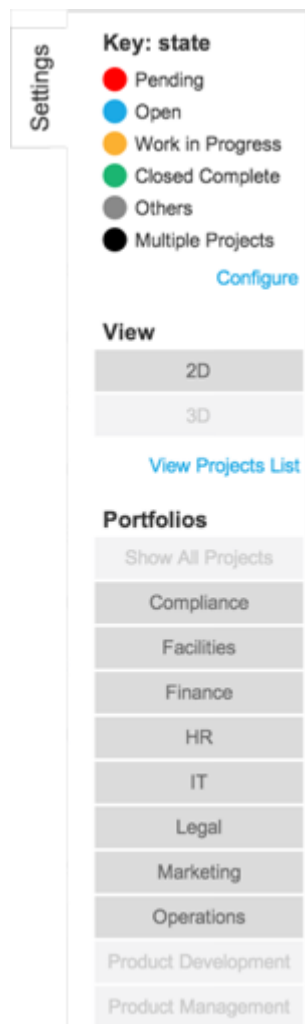 Settings
Key: state
Pending
Open
Work in Progress
Closed Complete
Others
Multiple Projects
Configure
View
2D
3D
View Projects List
Portfolios
Show All Projects
Compliance
Facilities
Finance
HR
IT
Legal
Marketing
Operations
Product Development
Product Management